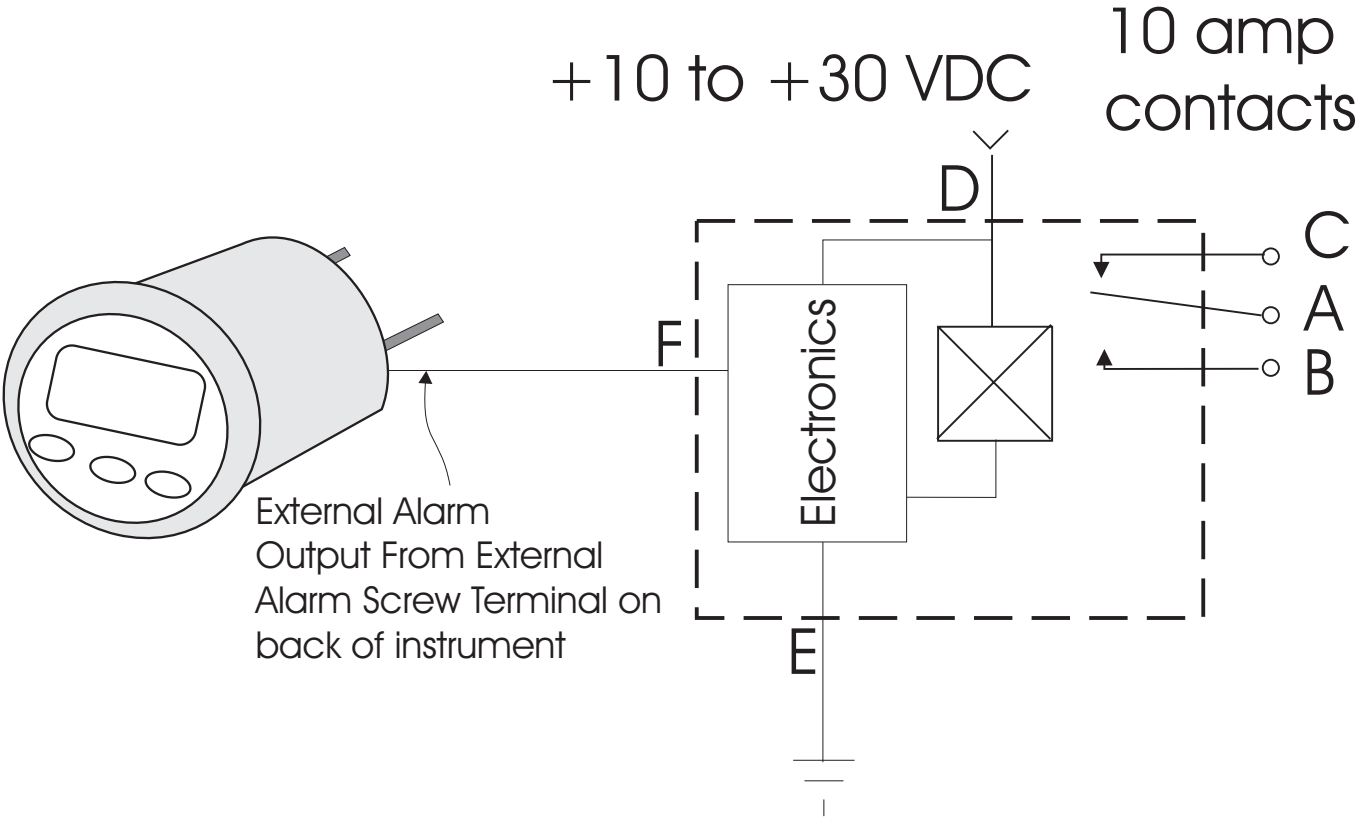 10 amp
contacts
+10 to +30 VDC
D
C
A
B
F
Electronics
External Alarm
Output From External
Alarm Screw Terminal on
back of instrument
E